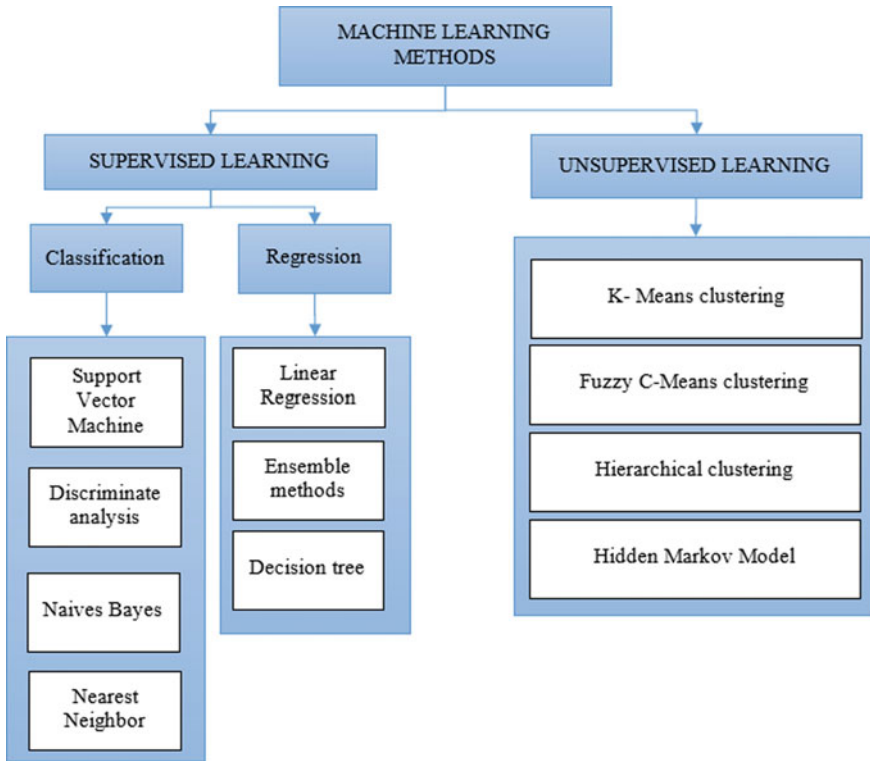 MACHINE LEARNING
METHODS
SUPERVISED LEARNING
UNSUPERVISED LEARNING
Classification
Regression
Support
Vector
Machine
Discriminate
analysis
Naives Bayes
Nearest
Neighbor
Linear
Regression
Ensemble
methods
Decision tree
K- Means clustering
Fuzzy C-Means clustering
Hierarchical clustering
Hidden Markov Model